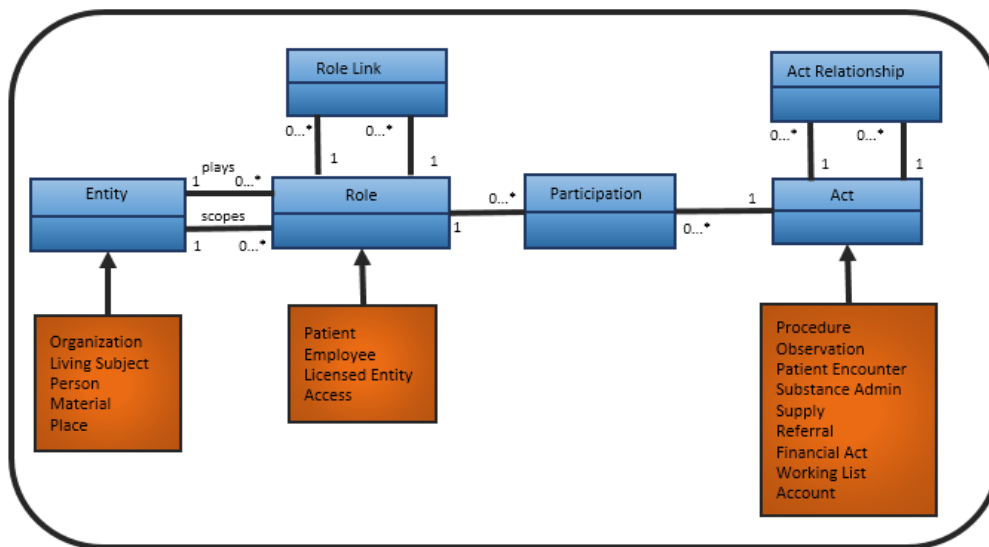 Role Link
Act Relationship
0...*
0...*
0...*
0...*
1
1
1
1
plays
1
0...*
Entity
Role
Participation
Act
scopes
1
0...*
0...*
1
1
0...*
Organization
Living Subject
Person
Material
Place
Patient
Employee
Licensed Entity
Access
Procedure
Observation
Patient Encounter
Substance Admin
Supply
Referral
Financial Act
Working List
Account